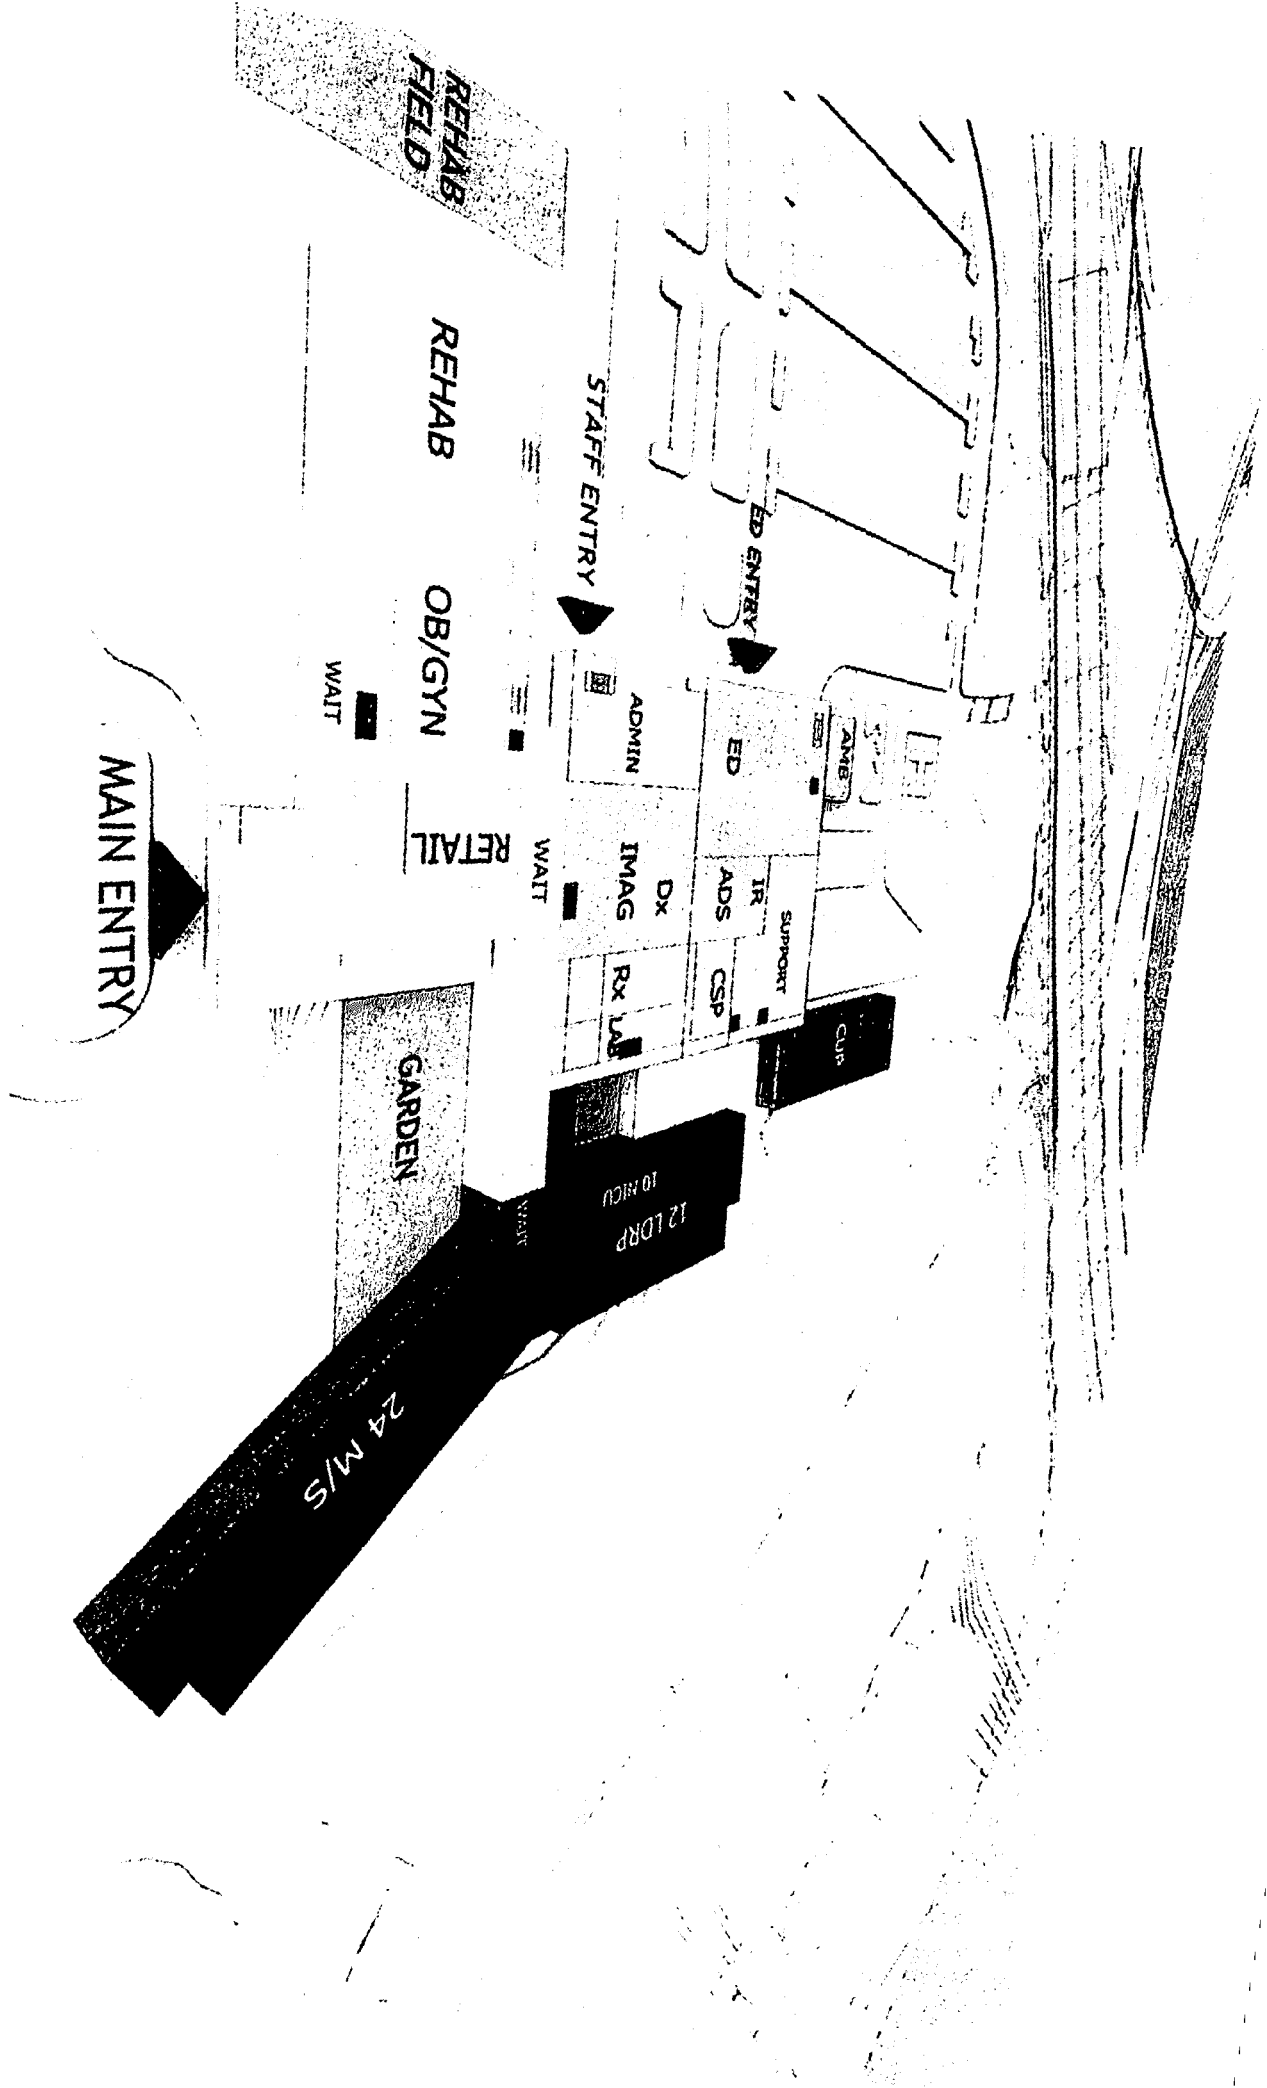 REHAB
FIELD
REHAB
STAFF ENTRY
ED ENTRY
OB/GYN
WAIT
MAIN ENTRY
ADMIN
ED
AMB
RETAIL
WAIT
DX
IMAG
IR
ADS
SUPPORT
RX
LAB
CSP
CUP
GARDEN
WAIT
12 LDRP
10 NICU
24 M/S